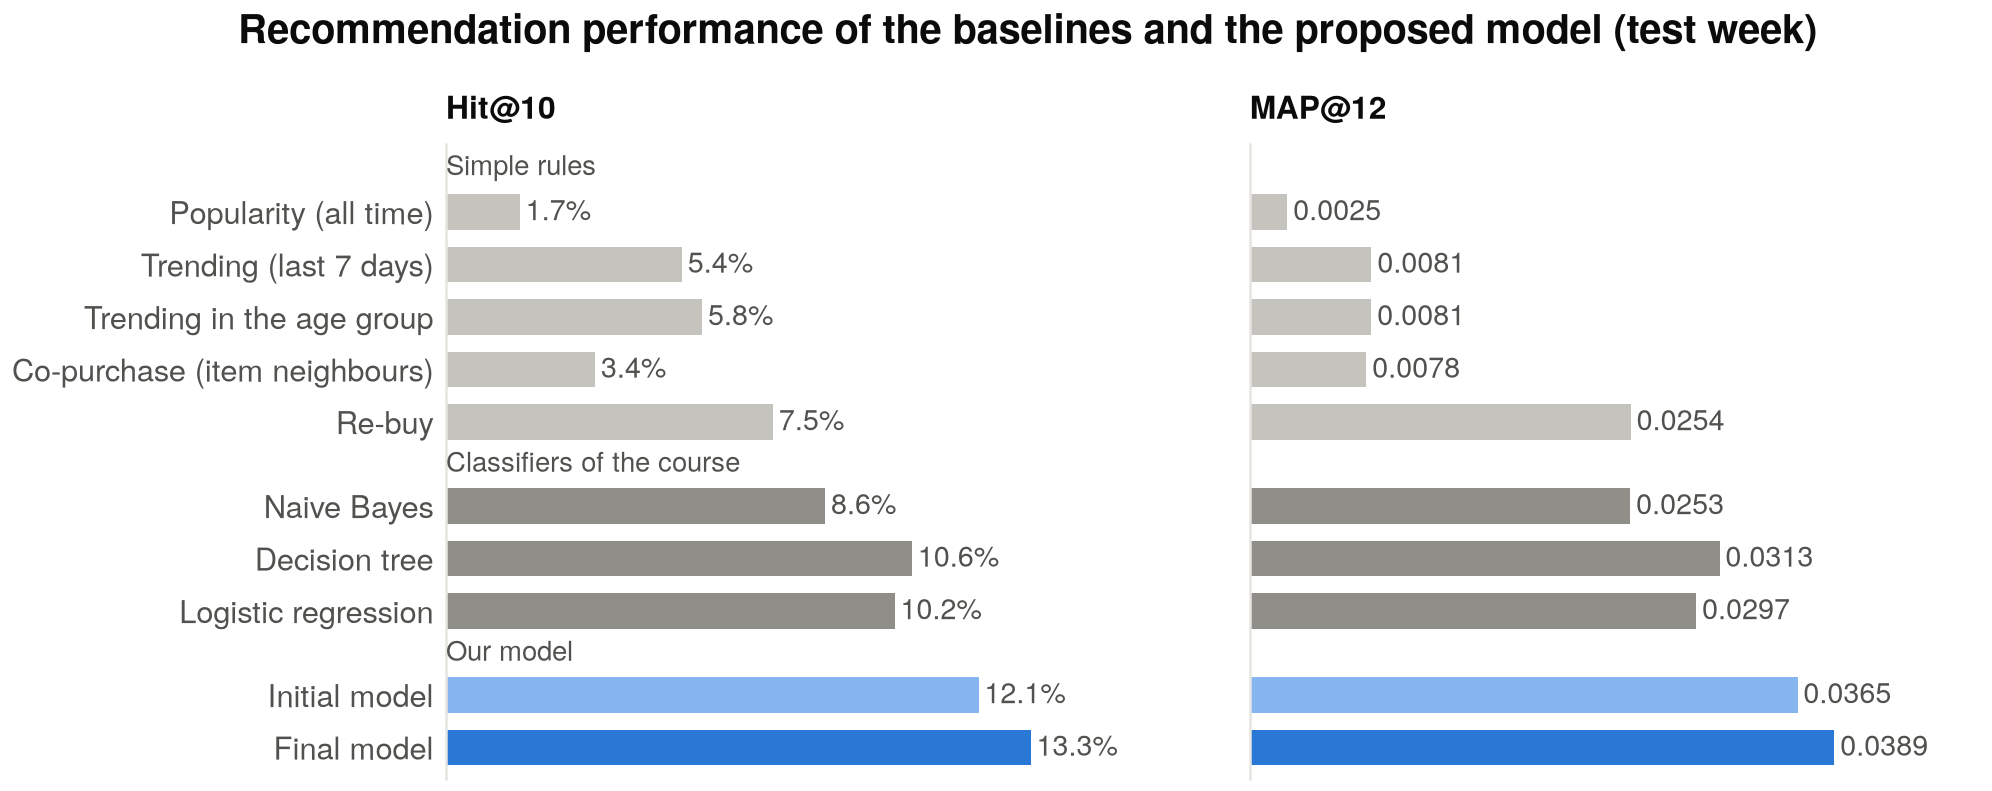 Recommendation performance of the baselines and the proposed model (test week)
Hit@10 MAP@12
Simple rules
Popularity (all time) 1.7% 0.0025
Trending (last 7 days) 5.4% 0.0081
Trending in the age group 5.8% 0.0081
Co-purchase (item neighbours) 3.4% 0.0078
Re-buy 7.5% 0.0254
Classifiers of the course
Naive Bayes 8.6% 0.0253
Decision tree 10.6% 0.0313
Logistic regression 10.2% 0.0297
Our model
Initial model 12.1% 0.0365
Final model 13.3% 0.0389